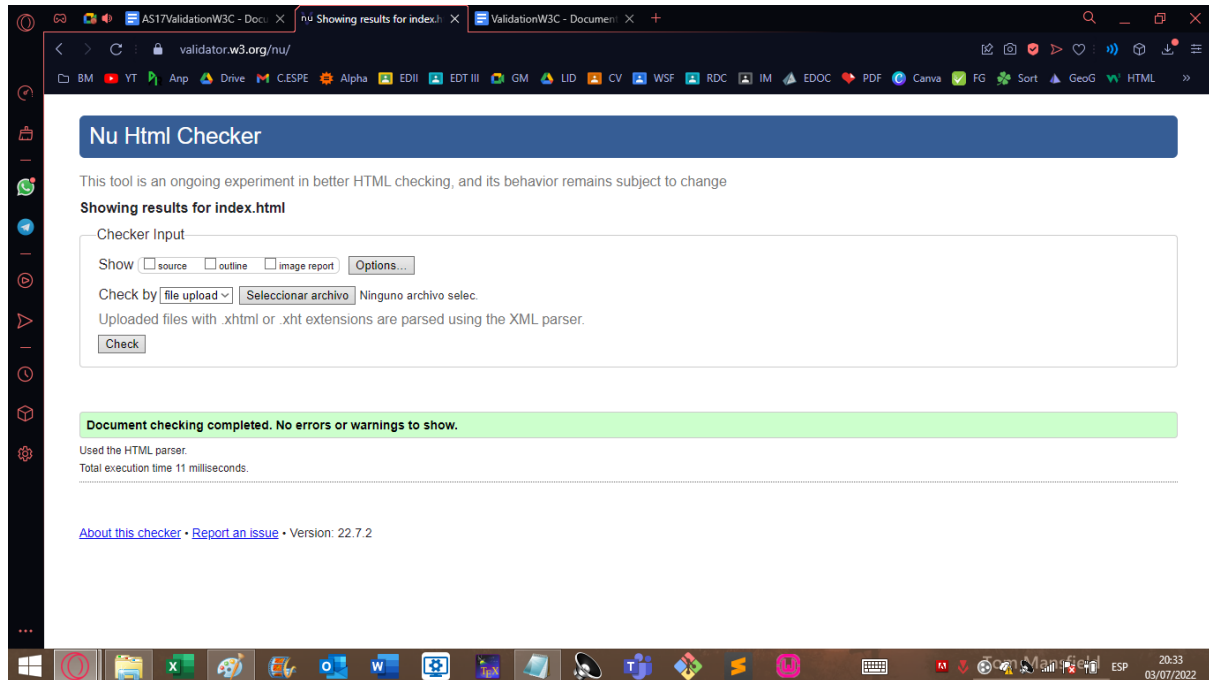 AS17ValidationW3C - Docu
Showing results for index.h
ValidationW3C - Document
validator.w3.org/nu/
BM YT Anp Drive C.ESPE Alpha EDII EDT III GM LID CV WSF RDC IM EDOC PDF Canva FG Sort GeoG HTML »
Nu Html Checker
This tool is an ongoing experiment in better HTML checking, and its behavior remains subject to change
Showing results for index.html
Checker Input
Show source outline image report Options...
Check by file upload Seleccionar archivo Ninguno archivo selec.
Uploaded files with .xhtml or .xht extensions are parsed using the XML parser.
Check
Document checking completed. No errors or warnings to show.
Used the HTML parser.
Total execution time 11 milliseconds.
About this checker • Report an issue • Version: 22.7.2
Tom Mansfield
ESP
20:33
03/07/2022